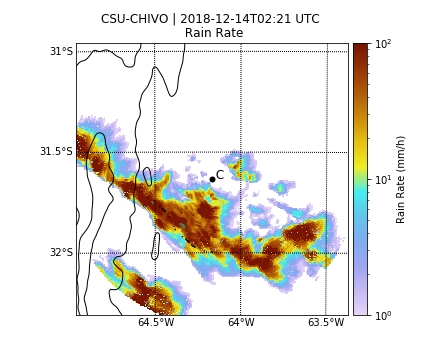 CSU-CHIVO | 2018-12-14T02:21 UTC
Rain Rate
31°S
31.5°S
32°S
C
64.5°W
64°W
63.5°W
10²
10¹
10⁰
Rain Rate (mm/h)